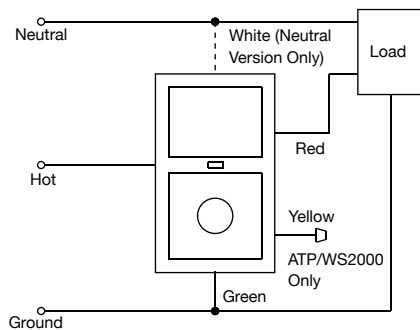 Neutral
White (Neutral
Version Only)
Load
Red
Hot
Yellow
ATP/WS2000
Only
Green
Ground